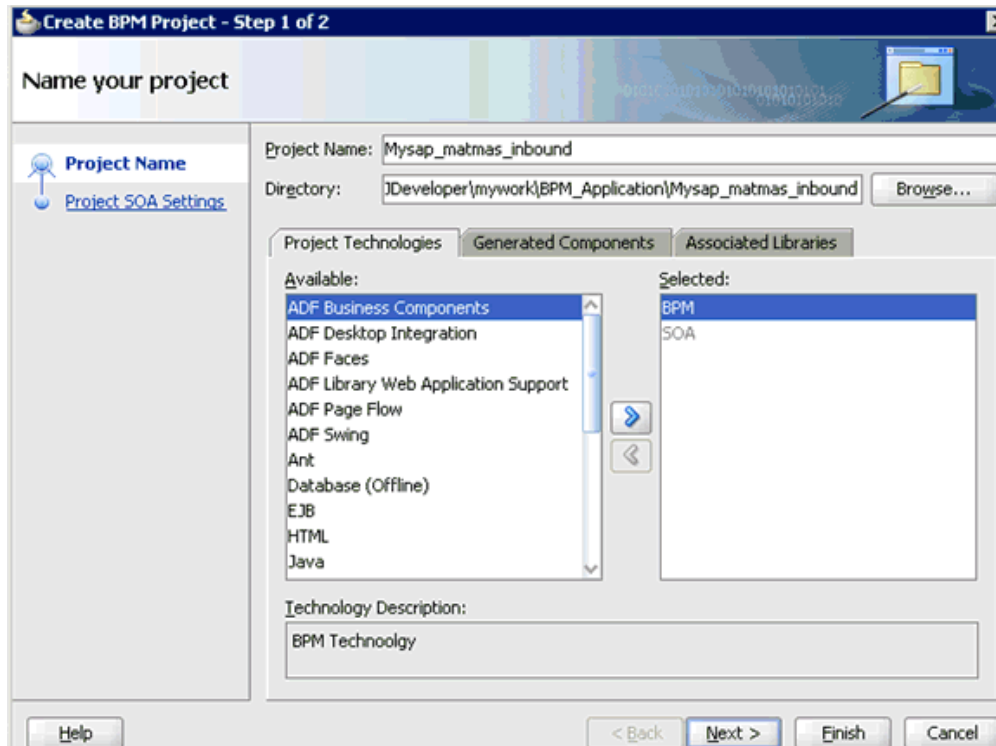 Create BPM Project - Step 1 of 2
Name your project
Project Name
Project SOA Settings
Project Name: Mysap_matmas_inbound
Directory: JDeveloper\mywork\BPM_Application\Mysap_matmas_inbound Browse...
Project Technologies Generated Components Associated Libraries
Available:
ADF Business Components
ADF Desktop Integration
ADF Faces
ADF Library Web Application Support
ADF Page Flow
ADF Swing
Ant
Database (Offline)
EJB
HTML
Java
Selected:
BPM
SOA
Technology Description:
BPM Technoolgy
Help < Back Next > Finish Cancel